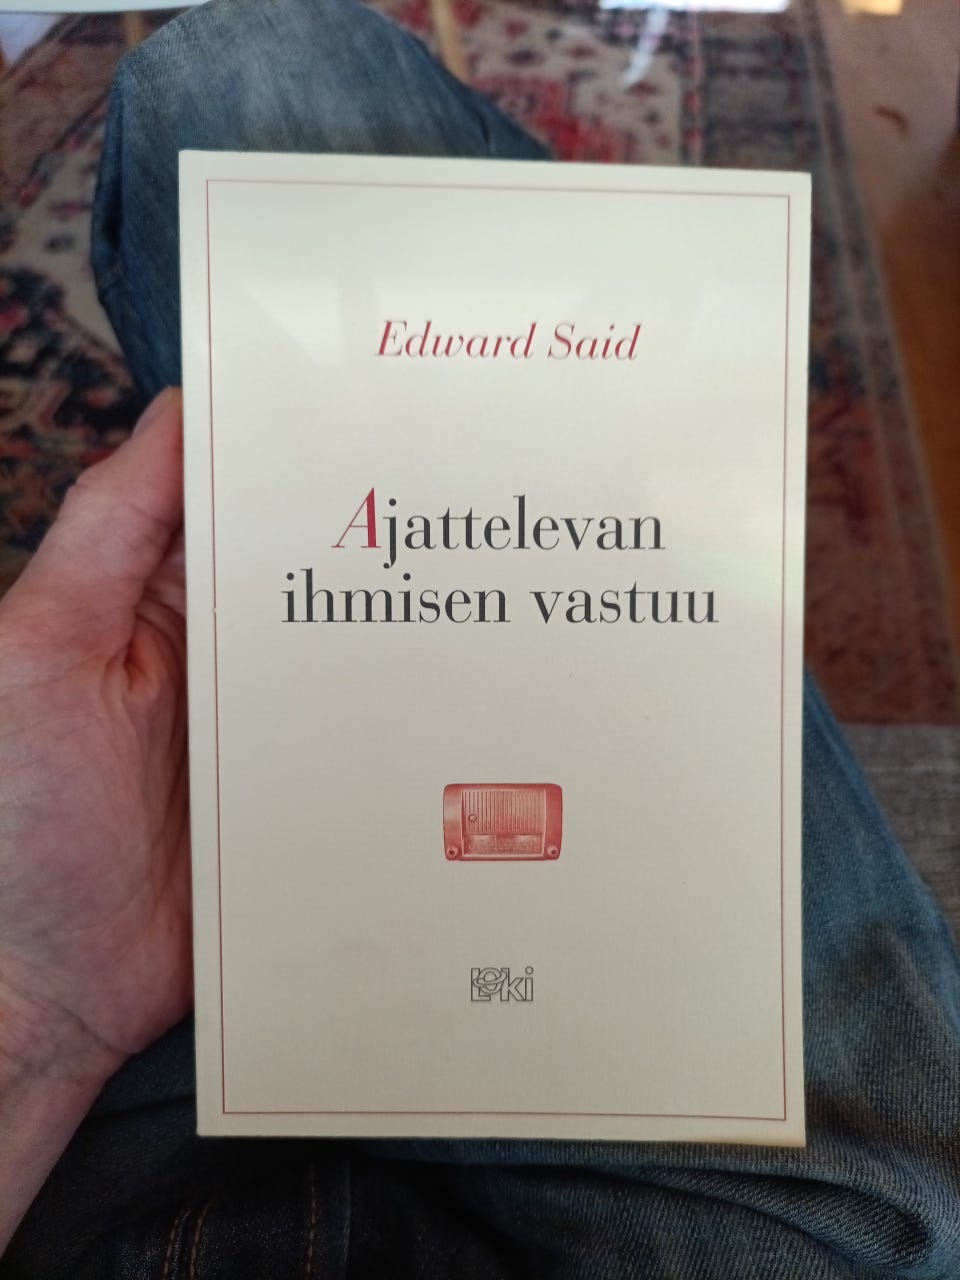 Edward Said
Ajattelevan
ihmisen vastuu
Loki